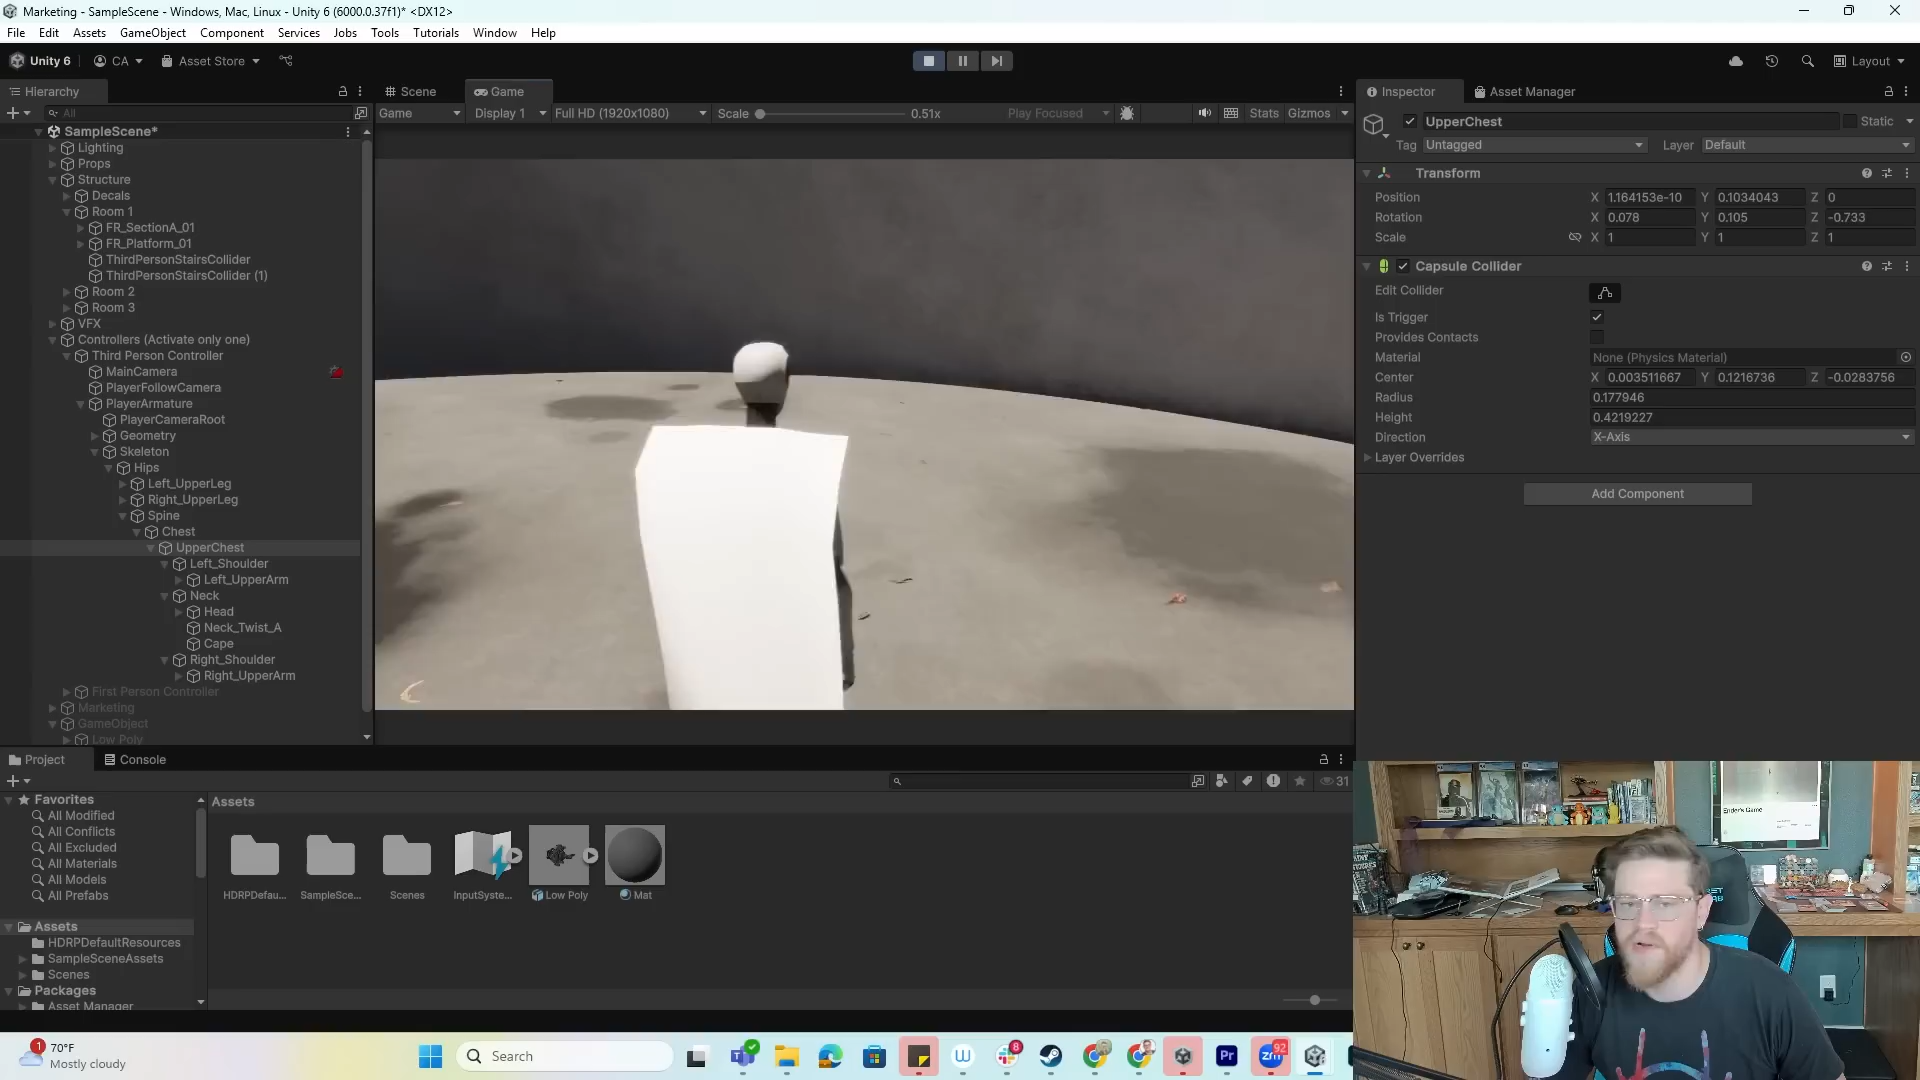 Marketing - SampleScene - Windows, Mac, Linux - Unity 6 (6000.0.37f1)* <DX12>
File Edit Assets GameObject Component Services Jobs Tools Tutorials Window Help
Unity 6 CA Asset Store Layout
Hierarchy
All
SampleScene*
Lighting
Props
Structure
Decals
Room 1
FR_SectionA_01
FR_Platform_01
ThirdPersonStairsCollider
ThirdPersonStairsCollider (1)
Room 2
Room 3
VFX
Controllers (Activate only one)
Third Person Controller
MainCamera
PlayerFollowCamera
PlayerArmature
PlayerCameraRoot
Geometry
Skeleton
Hips
Left_UpperLeg
Right_UpperLeg
Spine
Chest
UpperChest
Left_Shoulder
Left_UpperArm
Neck
Head
Neck_Twist_A
Cape
Right_Shoulder
Right_UpperArm
First Person Controller
Marketing
GameObject
Low Poly
Scene Game
Game Display 1 Full HD (1920x1080) Scale 0.51x Play Focused Stats Gizmos
Inspector Asset Manager
UpperChest Static
Tag Untagged Layer Default
Transform
Position X 1.164153e-10 Y 0.1034043 Z 0
Rotation X 0.078 Y 0.105 Z -0.733
Scale X 1 Y 1 Z 1
Capsule Collider
Edit Collider
Is Trigger
Provides Contacts
Material None (Physics Material)
Center X 0.003511667 Y 0.1216736 Z -0.0283756
Radius 0.177946
Height 0.4219227
Direction X-Axis
Layer Overrides
Add Component
Project Console
31
Favorites
All Modified
All Conflicts
All Excluded
All Materials
All Models
All Prefabs
Assets
HDRPDefaultResources
SampleSceneAssets
Scenes
Packages
Asset Manager
Assets
HDRPDefau... SampleSce... Scenes InputSyste... Low Poly Mat
Ender's Game
1
70°F
Mostly cloudy
Search
8
92
Pr
zm